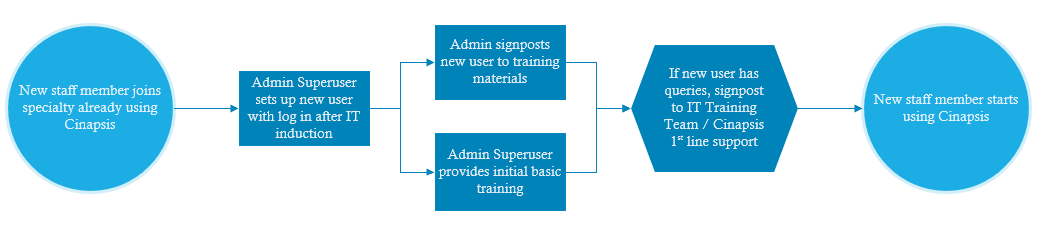 New staff member joins
specialty already using
Cinapsis
Admin Superuser
sets up new user
with log in after IT
induction
Admin signposts
new user to training
materials
Admin Superuser
provides initial basic
training
If new user has
queries, signpost
to IT Training
Team / Cinapsis
1st line support
New staff member starts
using Cinapsis